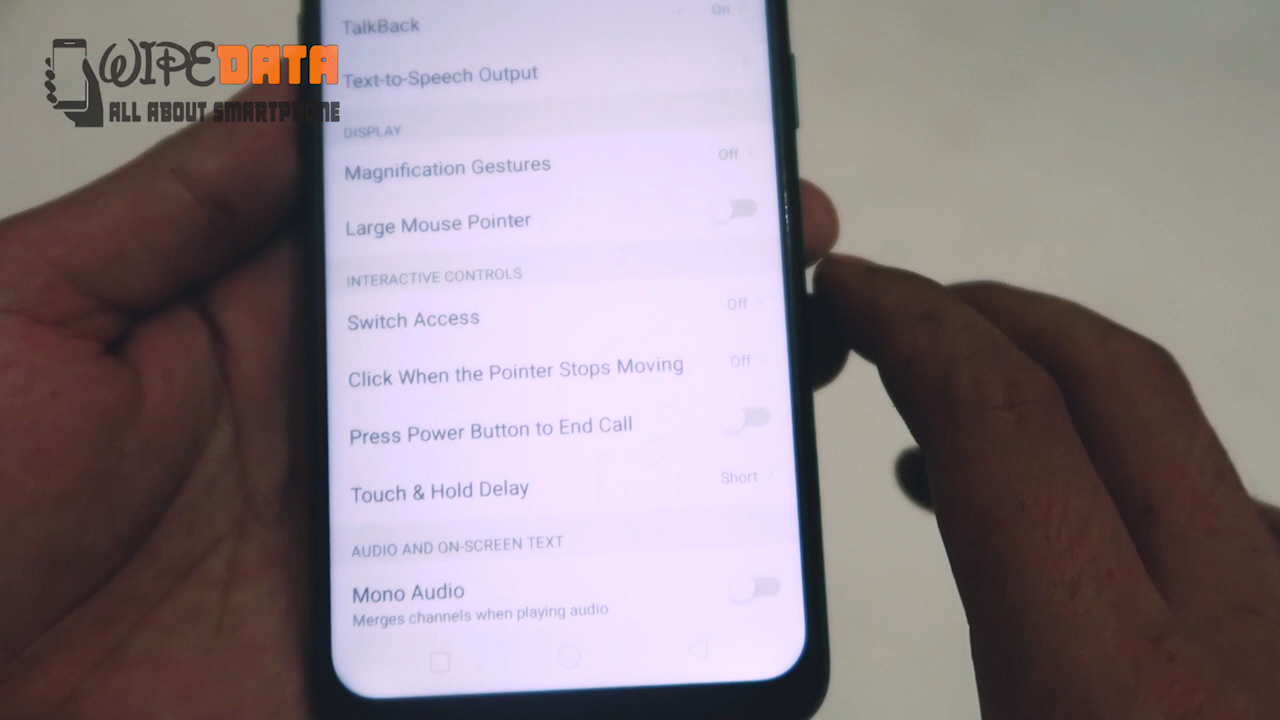 WIPEDATA
ALL ABOUT SMARTPHONE
TalkBack On
Text-to-Speech Output
DISPLAY
Magnification Gestures Off
Large Mouse Pointer
INTERACTIVE CONTROLS
Switch Access Off
Click When the Pointer Stops Moving Off
Press Power Button to End Call
Touch & Hold Delay Short
AUDIO AND ON-SCREEN TEXT
Mono Audio
Merges channels when playing audio